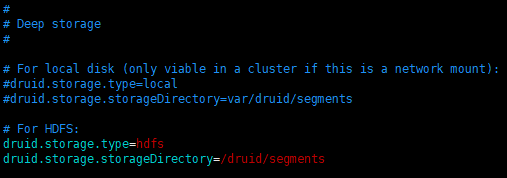 #
# Deep storage
#
# For local disk (only viable in a cluster if this is a network mount):
#druid.storage.type=local
#druid.storage.storageDirectory=var/druid/segments
# For HDFS:
druid.storage.type=hdfs
druid.storage.storageDirectory=/druid/segments